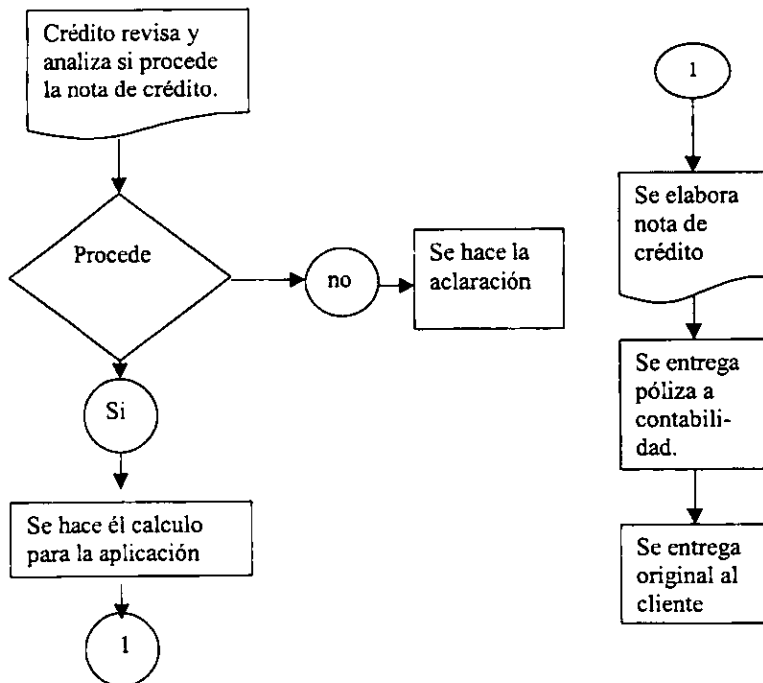 Crédito revisa y
analiza si procede
la nota de crédito.
Procede
no
Se hace la
aclaración
Si
Se hace él calculo
para la aplicación
1
1
Se elabora
nota de
crédito
Se entrega
póliza a
contabili-
dad.
Se entrega
original al
cliente